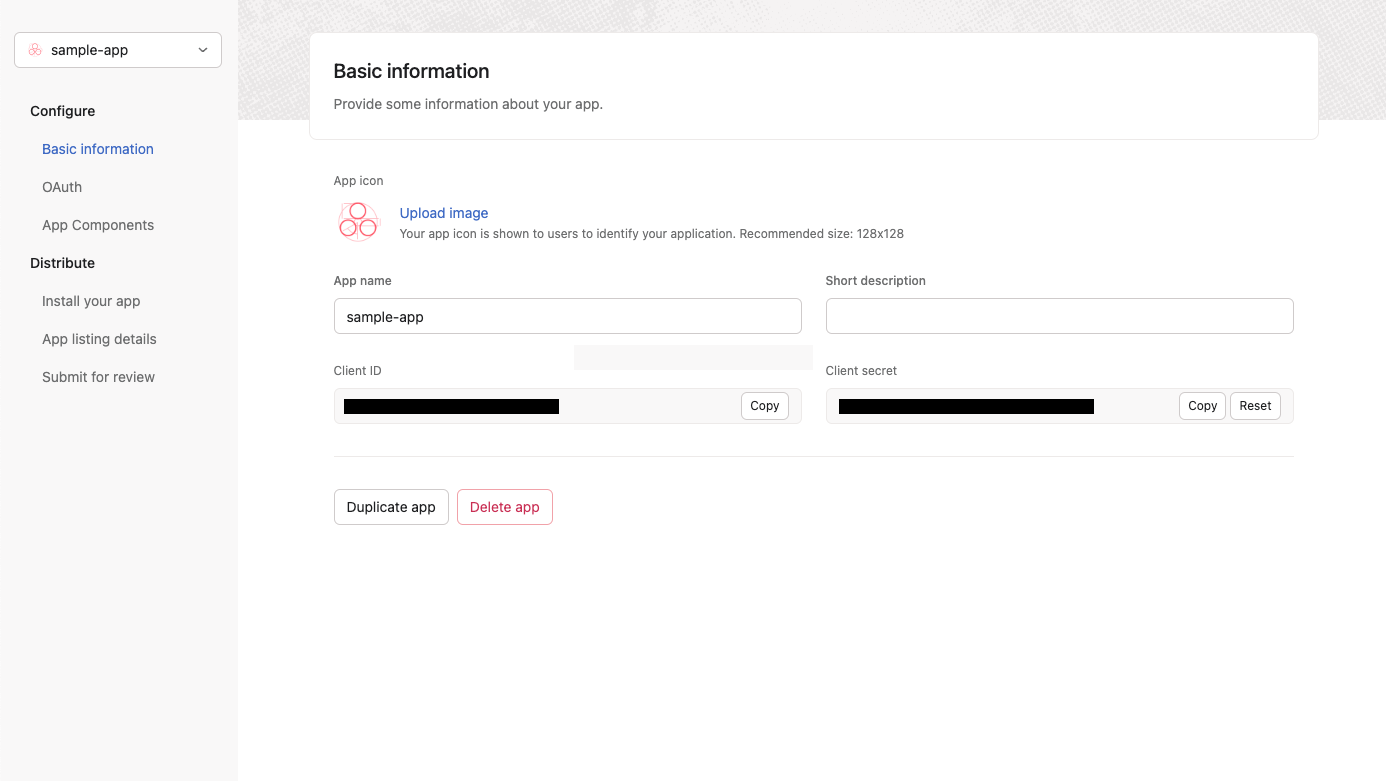 sample-app
Configure
Basic information
OAuth
App Components
Distribute
Install your app
App listing details
Submit for review
Basic information
Provide some information about your app.
App icon
Upload image
Your app icon is shown to users to identify your application. Recommended size: 128x128
App name
sample-app
Short description
Client ID
Copy
Client secret
Copy
Reset
Duplicate app
Delete app